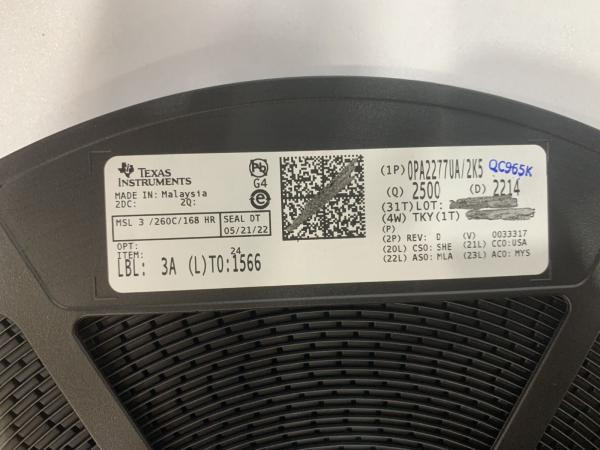 TEXAS
INSTRUMENTS
MADE IN: Malaysia
2DC: 2Q:
Pb
G4
e
MSL 3 /260C/168 HR
SEAL DT
05/21/22
OPT:
ITEM:
24
LBL: 3A (L)TO:1566
(1P) OPA2277UA/2K5 QC965K
(Q) 2500 (D) 2214
(31T) LOT:
(4W) TKY(1T)
(P)
(2P) REV: D (V) 0033317
(20L) CSO: SHE (21L) CCO:USA
(22L) ASO: MLA (23L) ACO: MYS